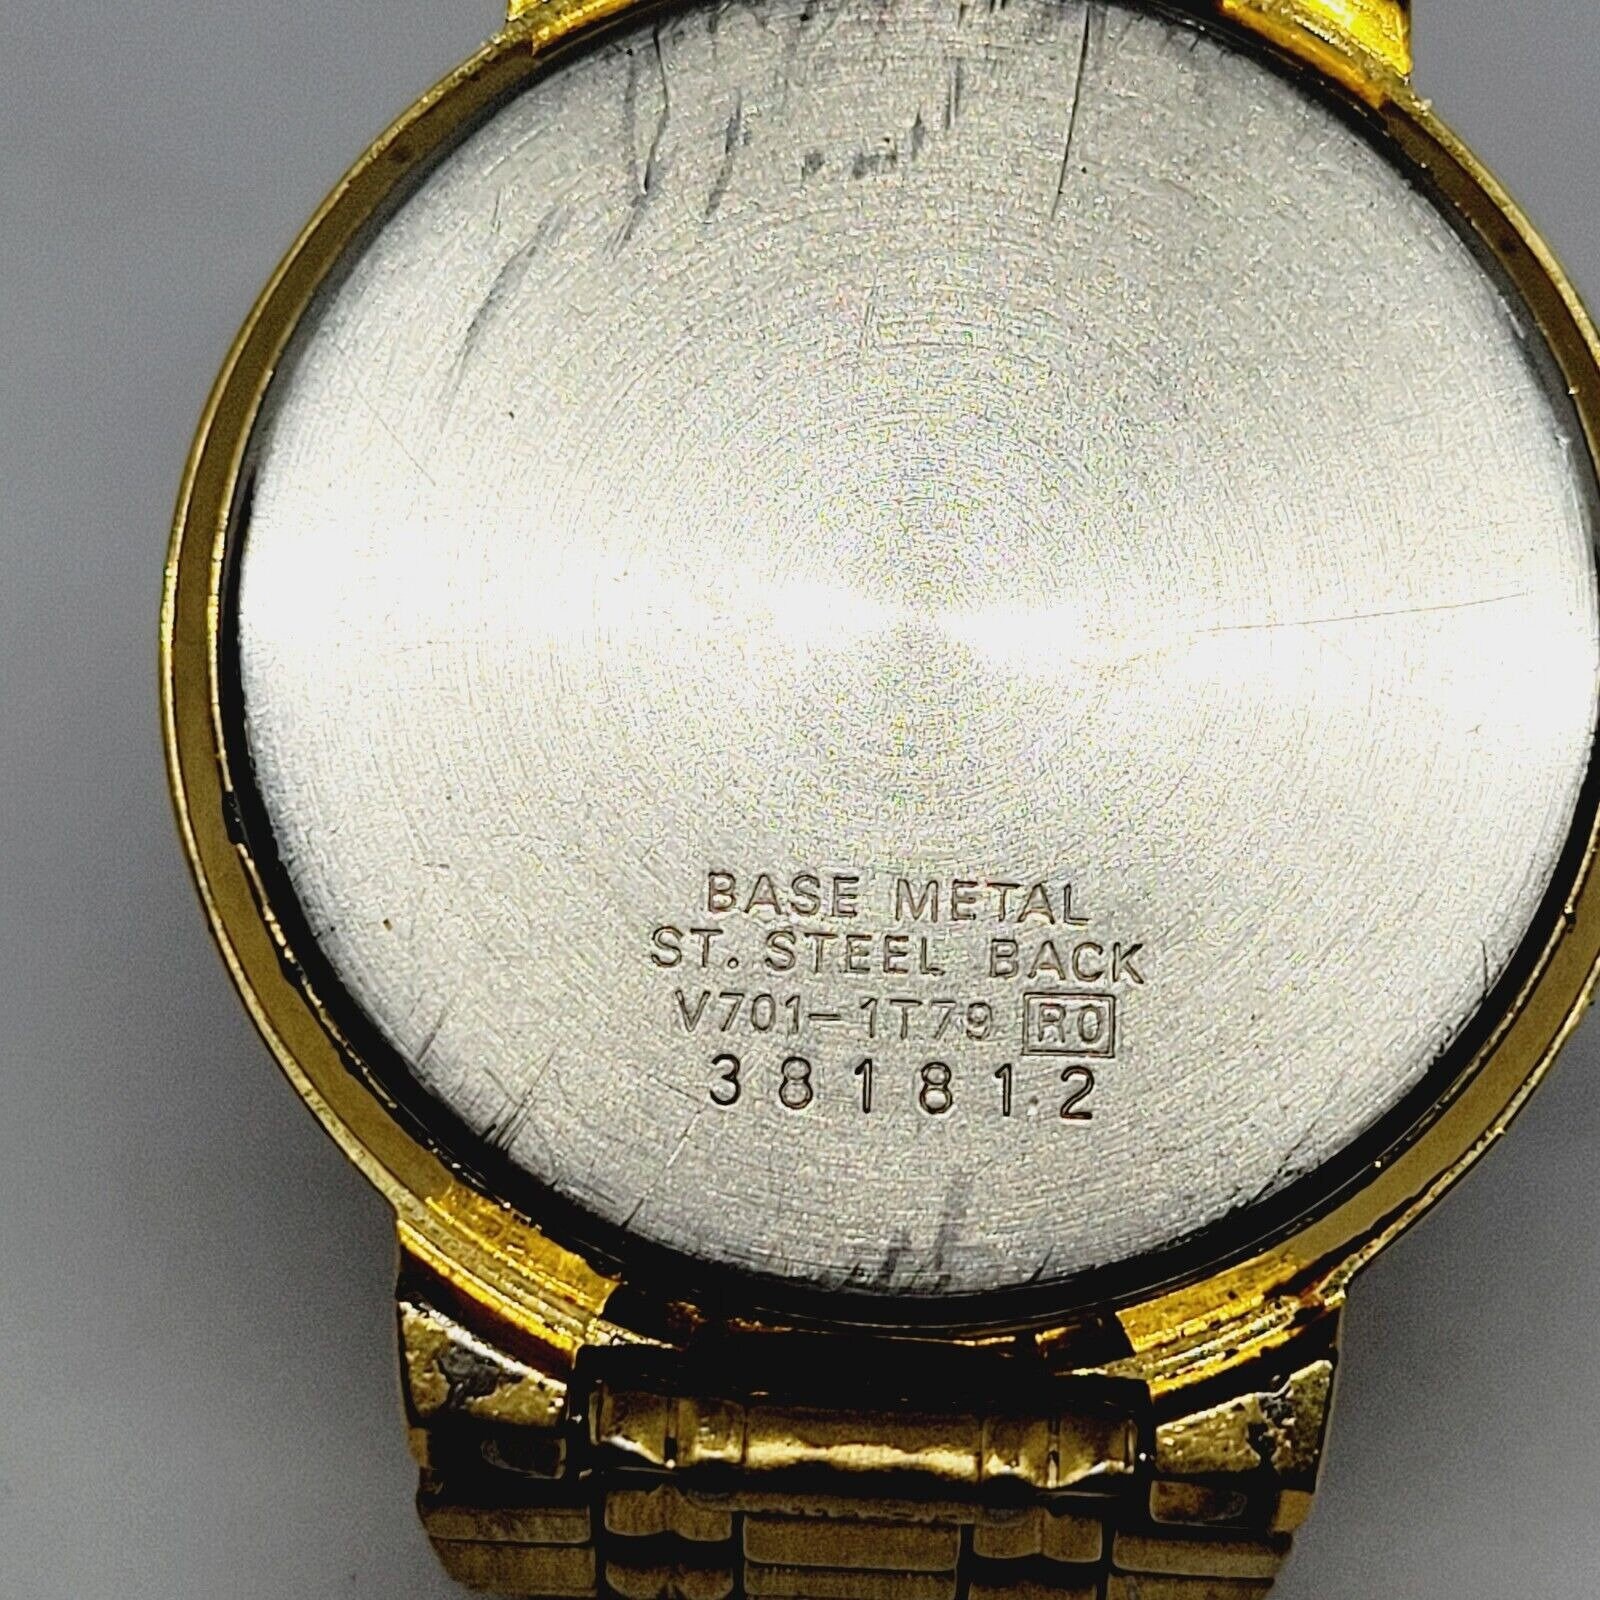 BASE METAL
ST. STEEL BACK
V701-1T79 R0
381812